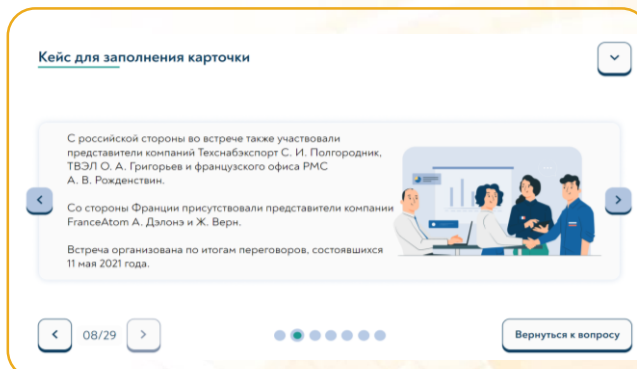 Кейс для заполнения карточки
С российской стороны во встрече также участвовали
представители компаний Техснабэкспорт С. И. Полгородник,
ТВЭЛ О. А. Григорьев и французского офиса РМС
А. В. Рожденствин.
Со стороны Франции присутствовали представители компании
FranceAtom А. Дэлонэ и Ж. Верн.
Встреча организована по итогам переговоров, состоявшихся
11 мая 2021 года.
08/29
Вернуться к вопросу